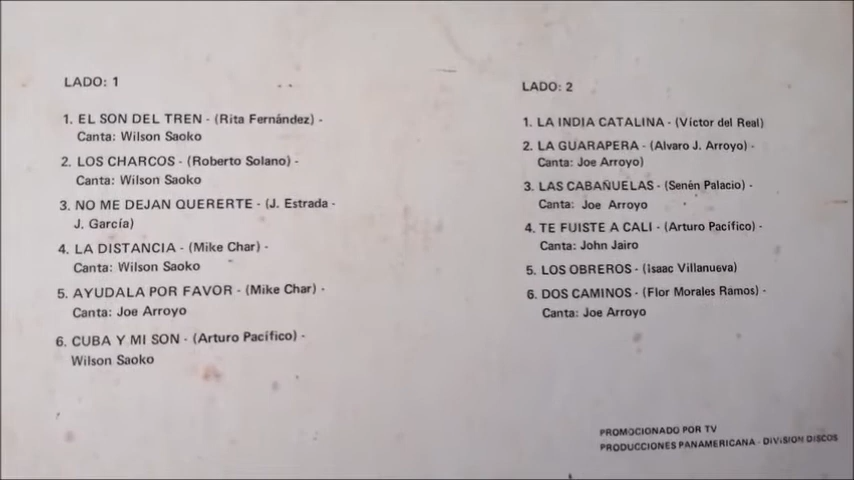 LADO: 1
1. EL SON DEL TREN - (Rita Fernández) -
Canta: Wilson Saoko
2. LOS CHARCOS - (Roberto Solano) -
Canta: Wilson Saoko
3. NO ME DEJAN QUERERTE - (J. Estrada -
J. García)
4. LA DISTANCIA - (Mike Char) -
Canta: Wilson Saoko
5. AYUDALA POR FAVOR - (Mike Char) -
Canta: Joe Arroyo
6. CUBA Y MI SON - (Arturo Pacífico) -
Wilson Saoko
LADO: 2
1. LA INDIA CATALINA - (Víctor del Real)
2. LA GUARAPERA - (Alvaro J. Arroyo) -
Canta: Joe Arroyo)
3. LAS CABAÑUELAS - (Senén Palacio) -
Canta: Joe Arroyo
4. TE FUISTE A CALI - (Arturo Pacífico) -
Canta: John Jairo
5. LOS OBREROS - (Isaac Villanueva)
6. DOS CAMINOS - (Flor Morales Ramos) -
Canta: Joe Arroyo
PROMOCIONADO POR TV
PRODUCCIONES PANAMERICANA - DIVISION DISCOS